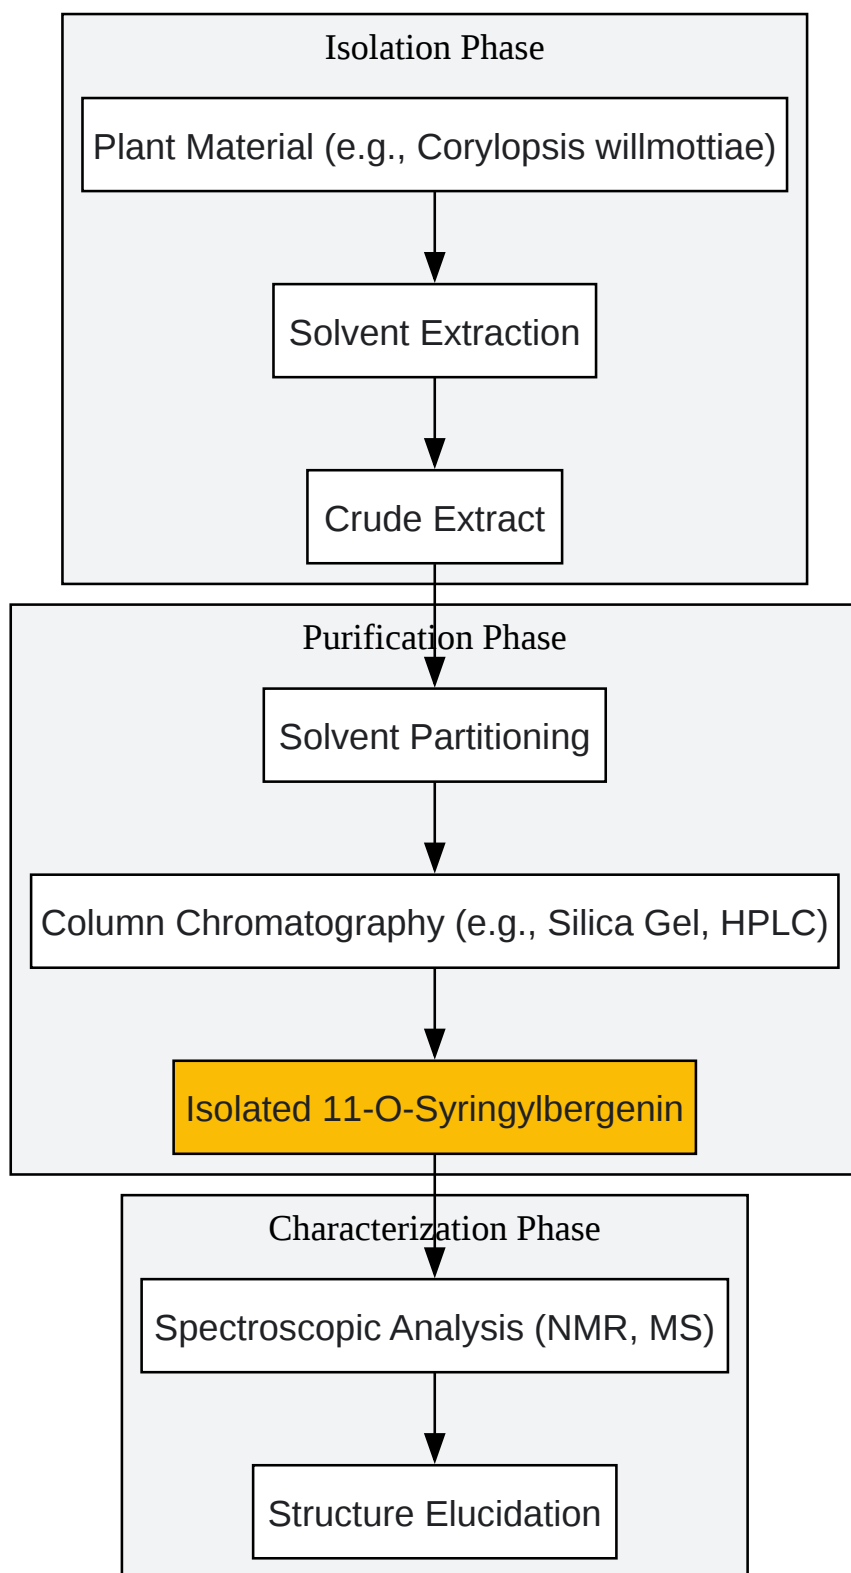 Isolation Phase
Plant Material (e.g., Corylopsis willmottiae)
Solvent Extraction
Crude Extract
Purification Phase
Solvent Partitioning
Column Chromatography (e.g., Silica Gel, HPLC)
Isolated 11-O-Syringylbergenin
Characterization Phase
Spectroscopic Analysis (NMR, MS)
Structure Elucidation